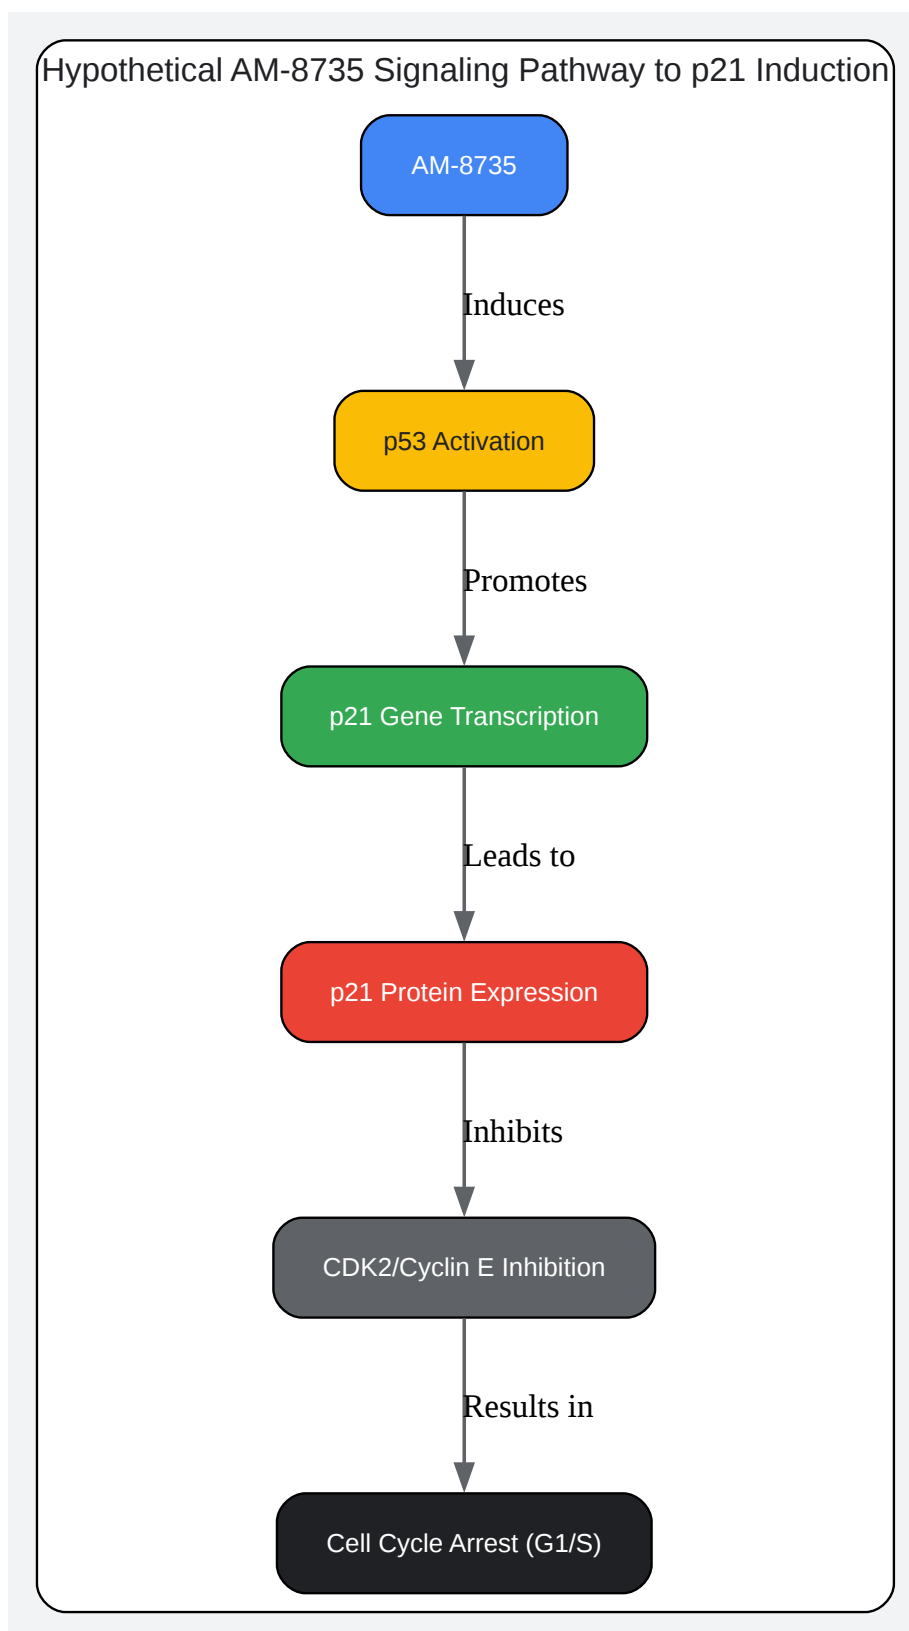 Hypothetical AM-8735 Signaling Pathway to p21 Induction
AM-8735
Induces
p53 Activation
Promotes
p21 Gene Transcription
Leads to
p21 Protein Expression
Inhibits
CDK2/Cyclin E Inhibition
Results in
Cell Cycle Arrest (G1/S)